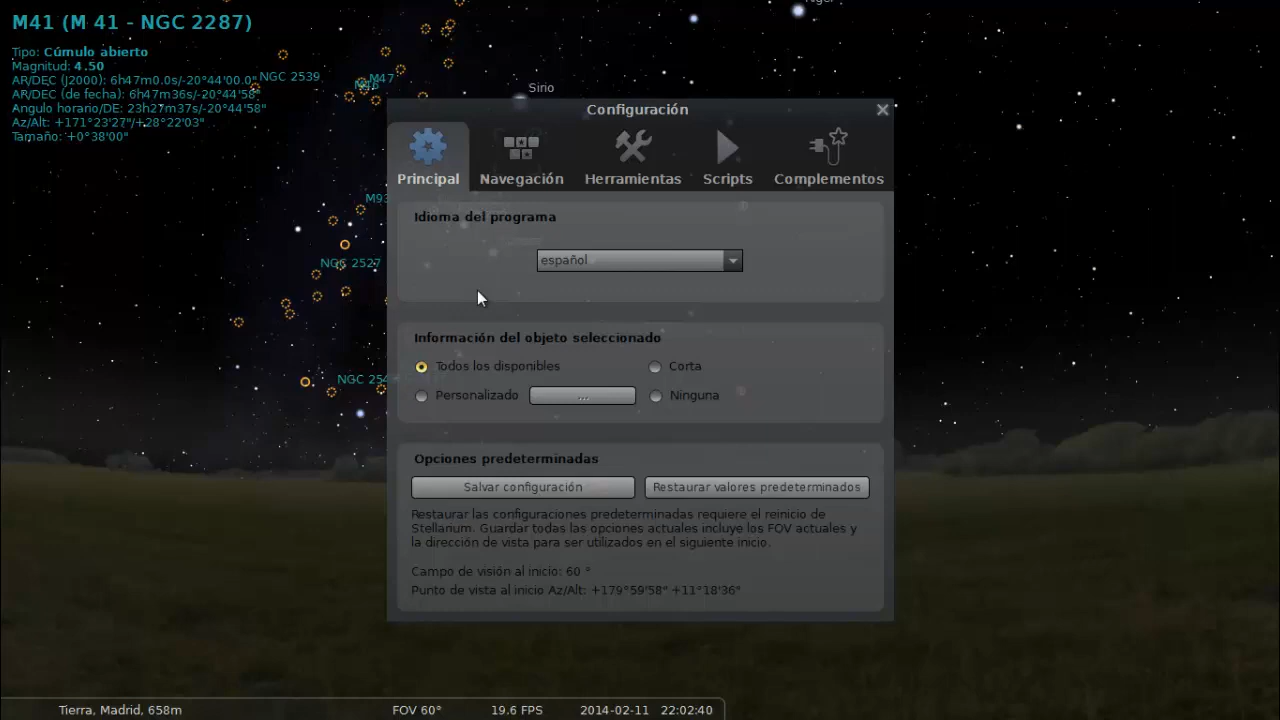 M41 (M 41 - NGC 2287)
Tipo: Cúmulo abierto
Magnitud: 4.50
AR/DEC (J2000): 6h47m0.0s/-20°44'00.0"
AR/DEC (de fecha): 6h47m36s/-20°44'58"
Angulo horario/DE: 23h27m37s/-20°44'58"
Az/Alt: +171°23'27"/+28°22'03"
Tamaño: +0°38'00"
NGC 2539
M47
Sirio
M93
NGC 2527
Configuración
Principal
Navegación
Herramientas
Scripts
Complementos
Idioma del programa
español
Información del objeto seleccionado
Todos los disponibles
Corta
Personalizado
...
Ninguna
Opciones predeterminadas
Salvar configuración
Restaurar valores predeterminados
Restaurar las configuraciones predeterminadas requiere el reinicio de
Stellarium. Guardar todas las opciones actuales incluye los FOV actuales y
la dirección de vista para ser utilizados en el siguiente inicio.
Campo de visión al inicio: 60 °
Punto de vista al inicio Az/Alt: +179°59'58" +11°18'36"
Tierra, Madrid, 658m
FOV 60°
19.6 FPS
2014-02-11
22:02:40